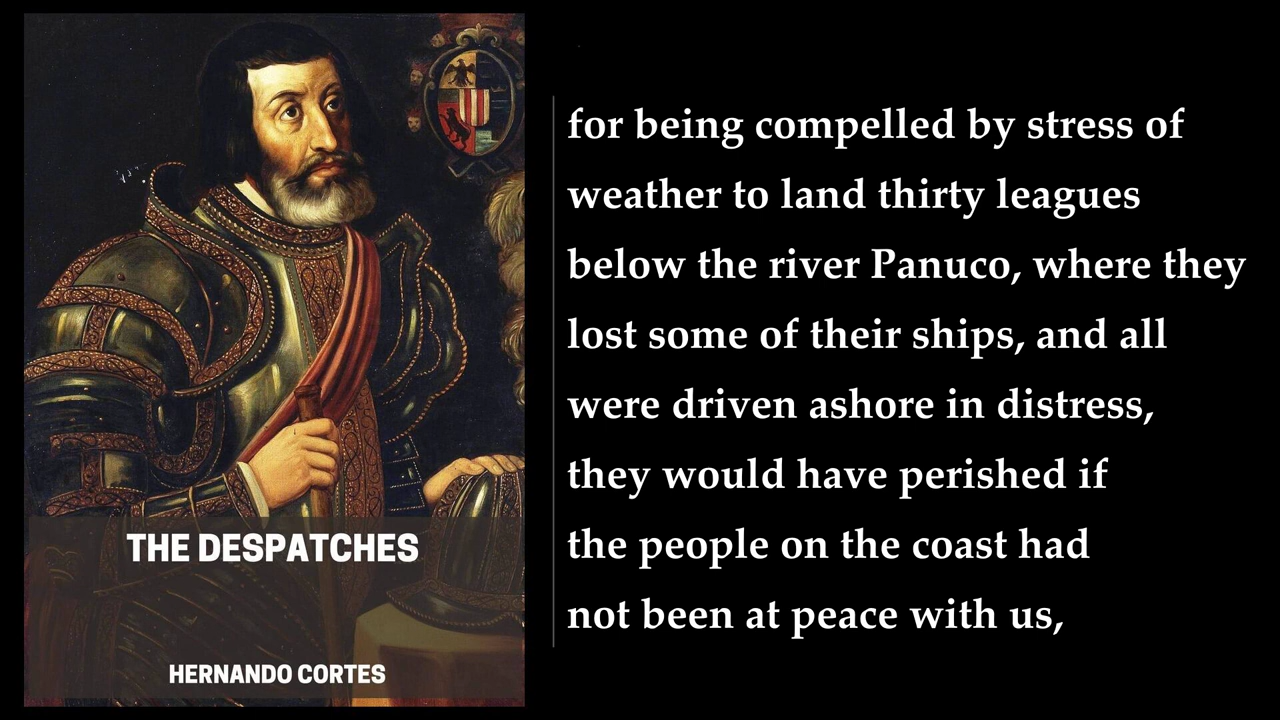 THE DESPATCHES
HERNANDO CORTES
for being compelled by stress of
weather to land thirty leagues
below the river Panuco, where they
lost some of their ships, and all
were driven ashore in distress,
they would have perished if
the people on the coast had
not been at peace with us,